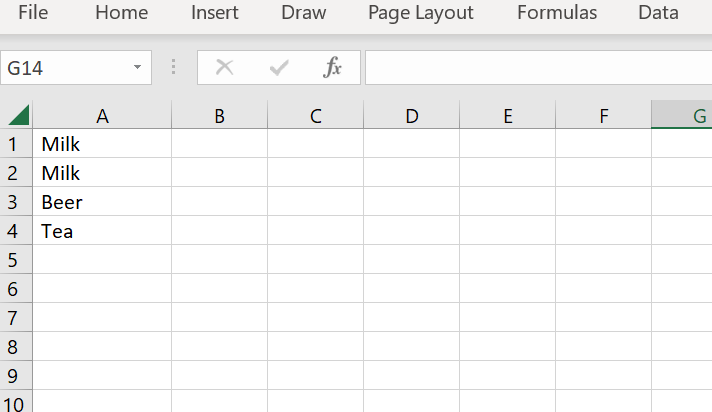 File Home Insert Draw Page Layout Formulas Data
G14 fx
A B C D E F G
1 Milk
2 Milk
3 Beer
4 Tea
5
6
7
8
9
10